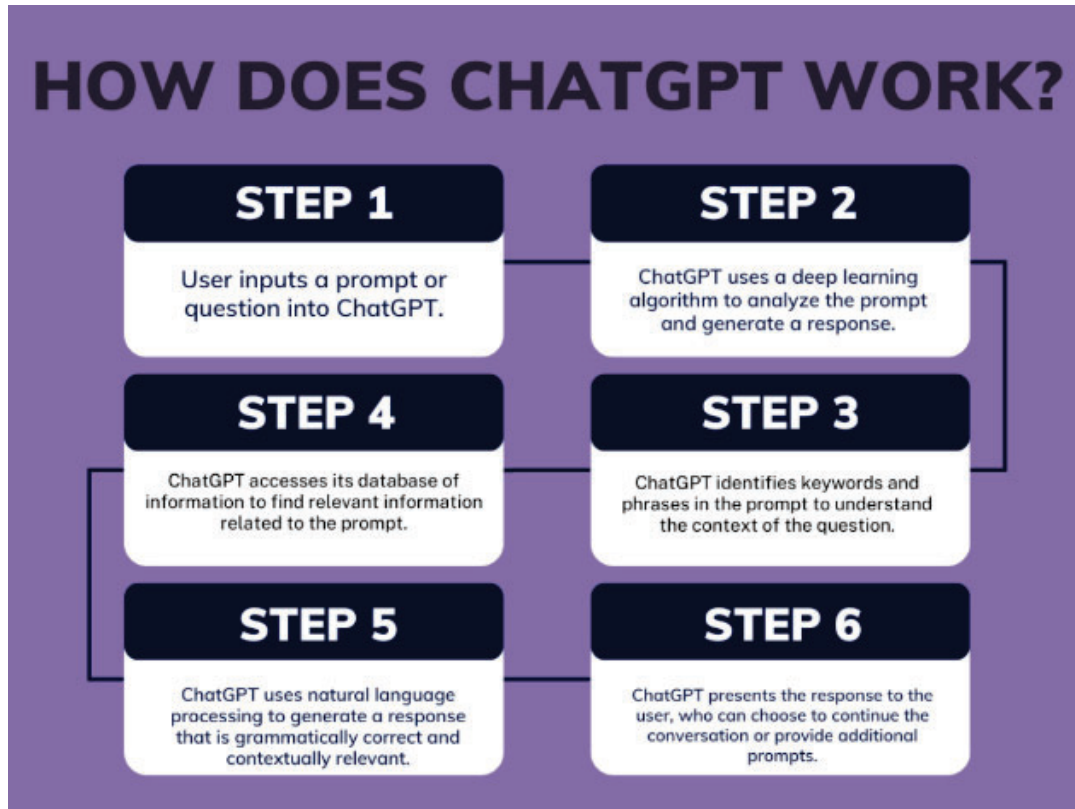 HOW DOES CHATGPT WORK?
STEP 1
User inputs a prompt or
question into ChatGPT.
STEP 2
ChatGPT uses a deep learning
algorithm to analyze the prompt
and generate a response.
STEP 3
ChatGPT identifies keywords and
phrases in the prompt to understand
the context of the question.
STEP 4
ChatGPT accesses its database of
information to find relevant information
related to the prompt.
STEP 5
ChatGPT uses natural language
processing to generate a response
that is grammatically correct and
contextually relevant.
STEP 6
ChatGPT presents the response to the
user, who can choose to continue the
conversation or provide additional
prompts.